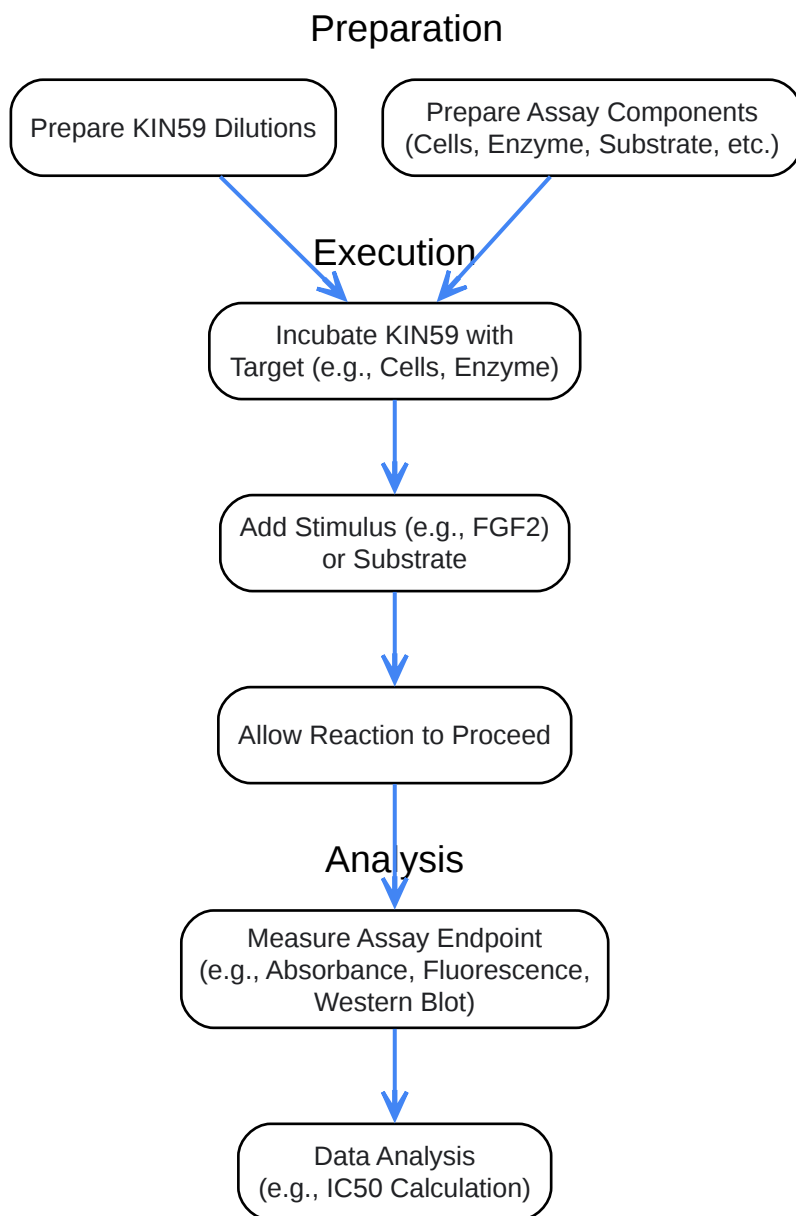 Preparation
Prepare KIN59 Dilutions
Prepare Assay Components
(Cells, Enzyme, Substrate, etc.)
Execution
Incubate KIN59 with
Target (e.g., Cells, Enzyme)
Add Stimulus (e.g., FGF2)
or Substrate
Allow Reaction to Proceed
Analysis
Measure Assay Endpoint
(e.g., Absorbance, Fluorescence,
Western Blot)
Data Analysis
(e.g., IC50 Calculation)